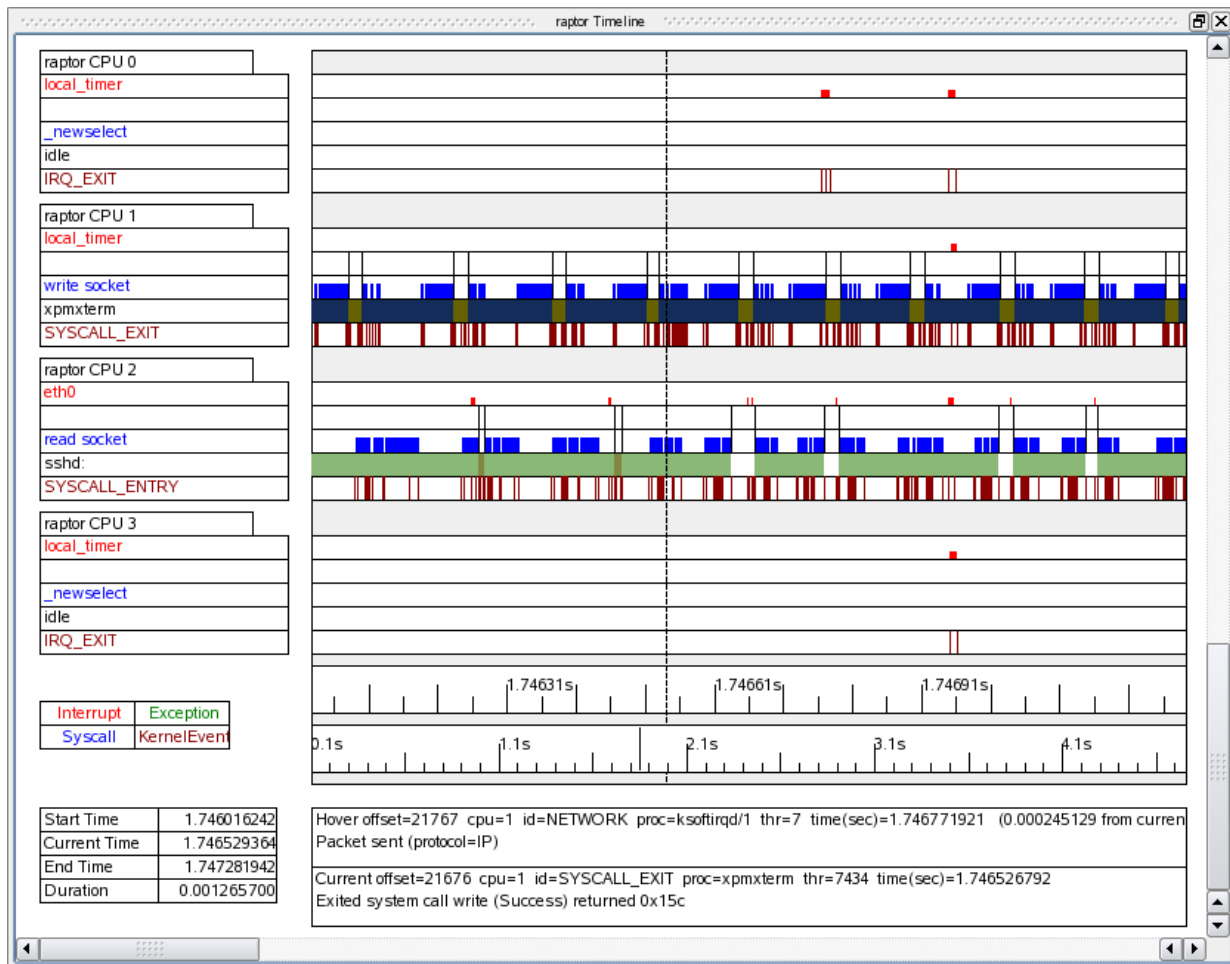 raptor Timeline
raptor CPU 0
local_timer
_newselect
idle
IRQ_EXIT
raptor CPU 1
local_timer
write socket
xpmxterm
SYSCALL_EXIT
raptor CPU 2
eth0
read socket
sshd:
SYSCALL_ENTRY
raptor CPU 3
local_timer
_newselect
idle
IRQ_EXIT
1.74631s 1.74661s 1.74691s
Interrupt Exception
Syscall KernelEvent
0.1s 1.1s 2.1s 3.1s 4.1s
Start Time 1.746016242
Current Time 1.746529364
End Time 1.747281942
Duration 0.001265700
Hover offset=21767 cpu=1 id=NETWORK proc=ksoftirqd/1 thr=7 time(sec)=1.746771921 (0.000245129 from curren
Packet sent (protocol=IP)
Current offset=21676 cpu=1 id=SYSCALL_EXIT proc=xpmxterm thr=7434 time(sec)=1.746526792
Exited system call write (Success) returned 0x15c